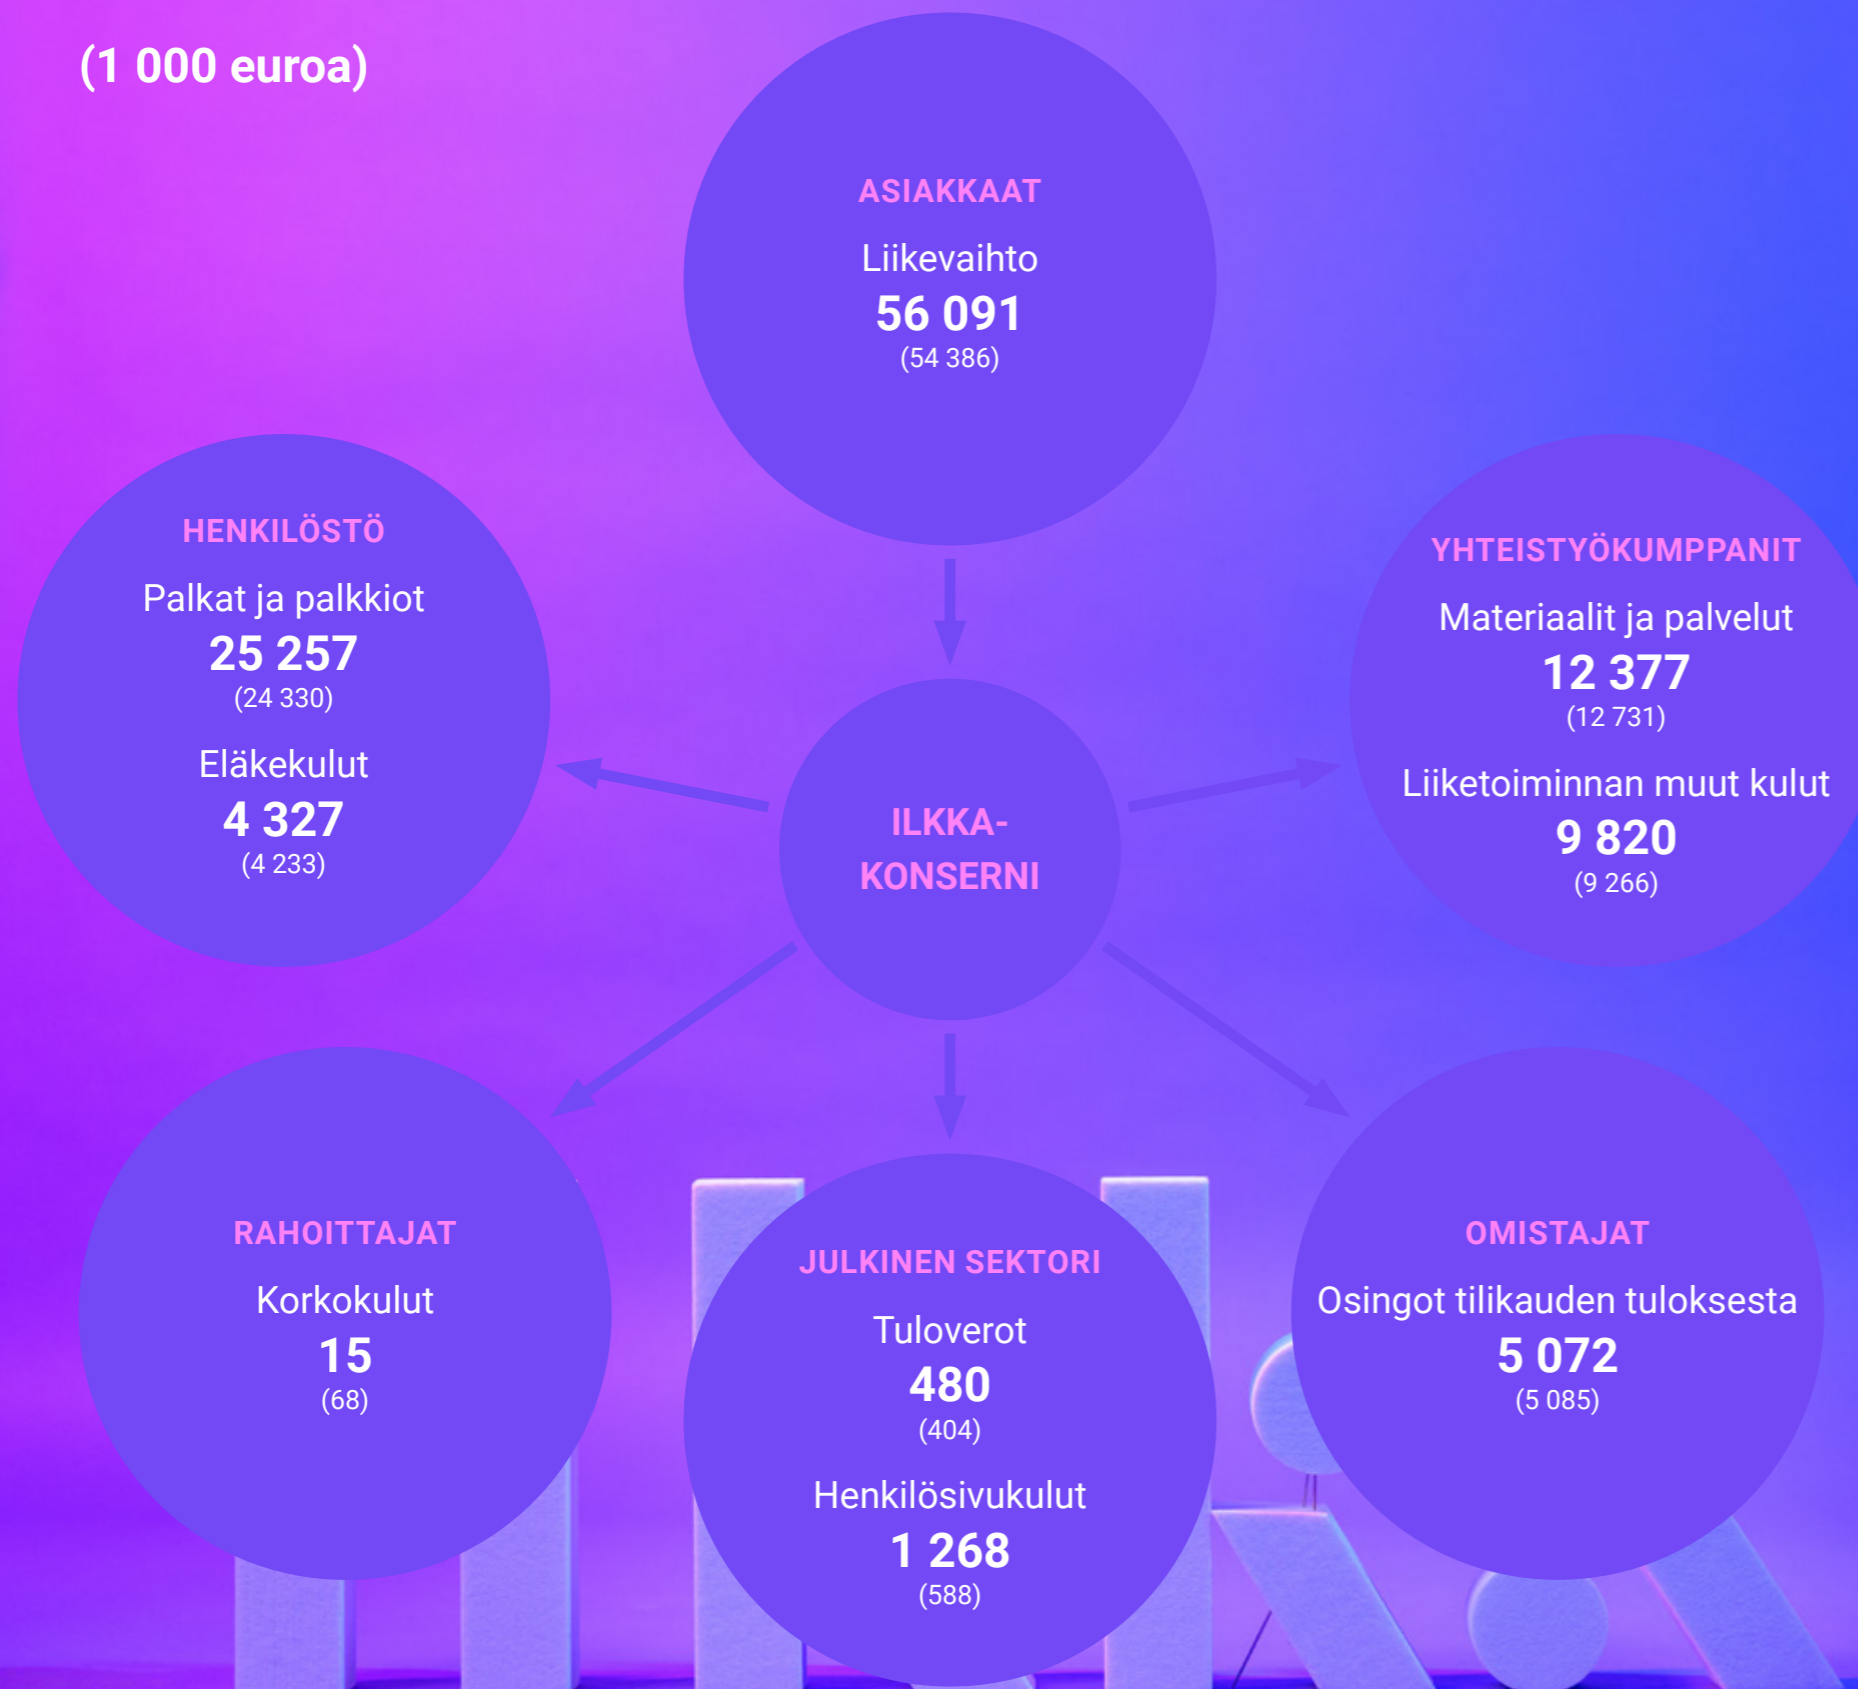 (1 000 euroa)
ASIAKKAAT
Liikevaihto
56 091
(54 386)
HENKILÖSTÖ
Palkat ja palkkiot
25 257
(24 330)
Eläkekulut
4 327
(4 233)
YHTEISTYÖKUMPPANIT
Materiaalit ja palvelut
12 377
(12 731)
Liiketoiminnan muut kulut
9 820
(9 266)
ILKKA-
KONSERNI
RAHOITTAJAT
Korkokulut
15
(68)
JULKINEN SEKTORI
Tuloverot
480
(404)
Henkilösivukulut
1 268
(588)
OMISTAJAT
Osingot tilikauden tuloksesta
5 072
(5 085)